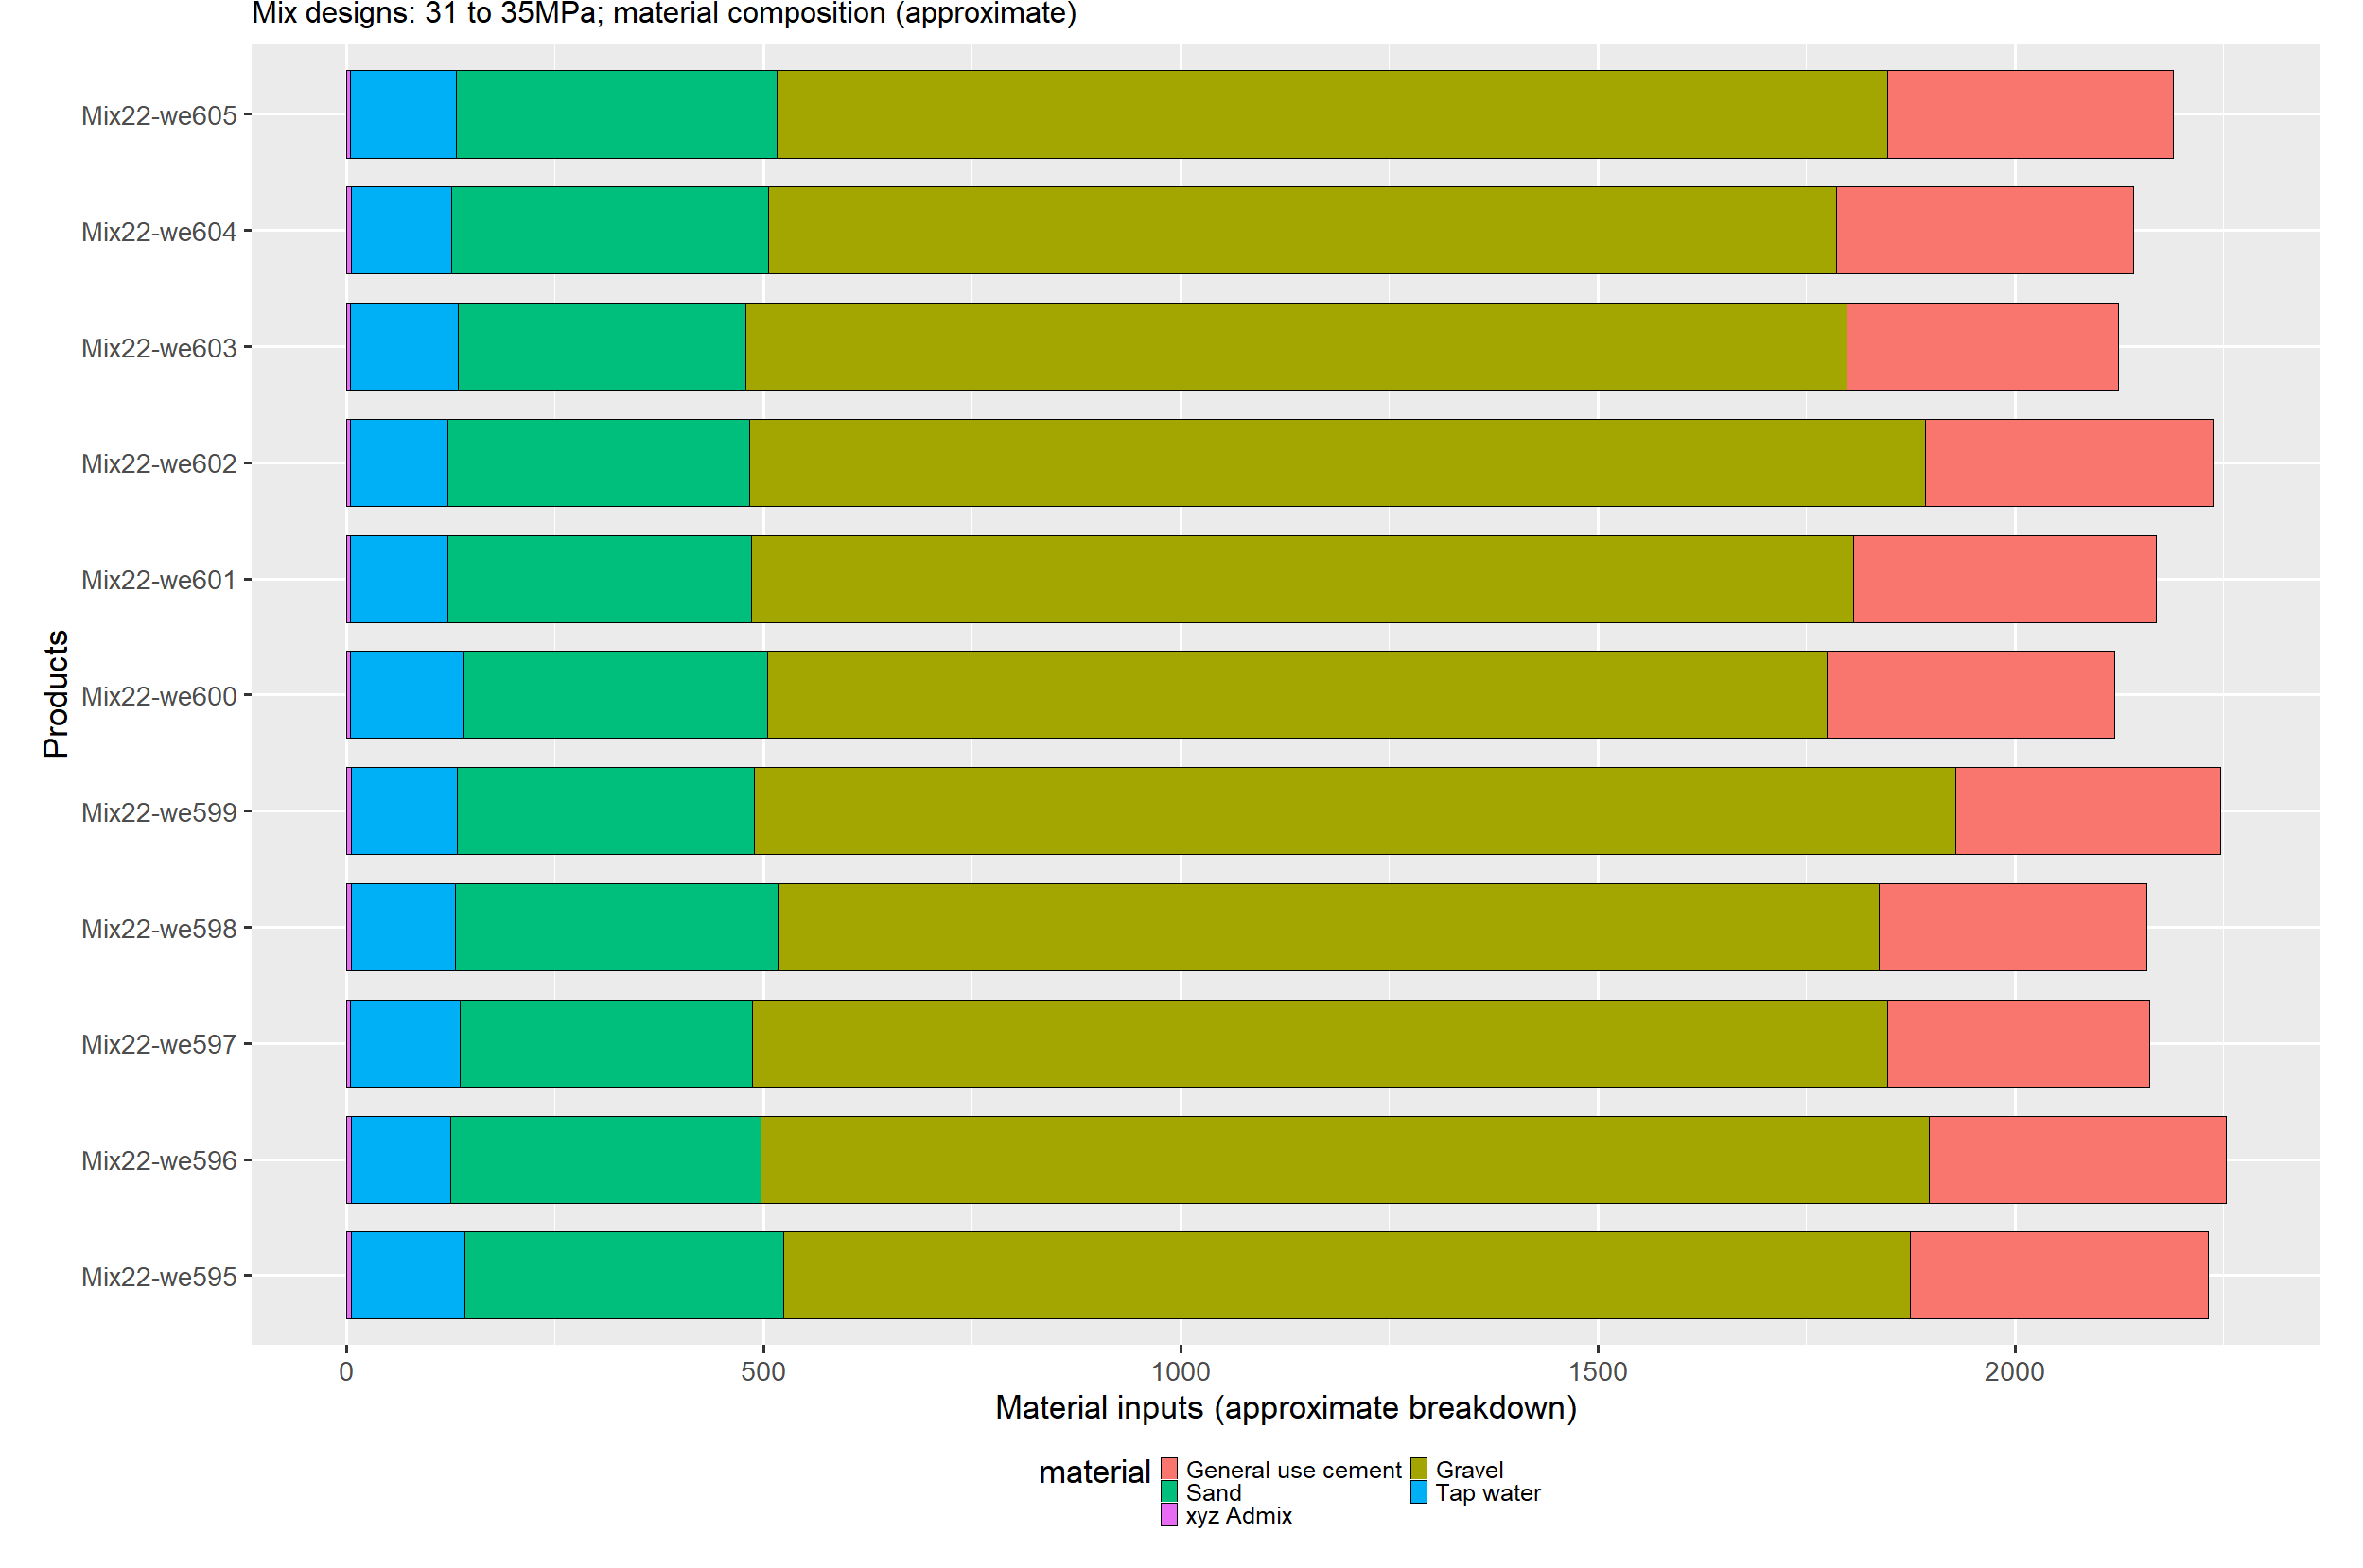 Mix designs: 31 to 35MPa; material composition (approximate)
Mix22-we605
Mix22-we604
Mix22-we603
Mix22-we602
Mix22-we601
Mix22-we600
Mix22-we599
Mix22-we598
Mix22-we597
Mix22-we596
Mix22-we595
Products
0 500 1000 1500 2000
Material inputs (approximate breakdown)
material
General use cement Gravel
Sand Tap water
xyz Admix